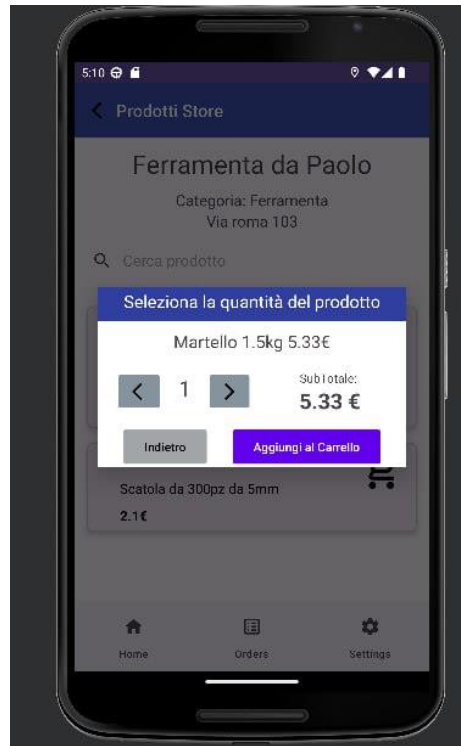 5:10
Prodotti Store
Ferramenta da Paolo
Categoria: Ferramenta
Via roma 103
Cerca prodotto
Seleziona la quantità del prodotto
Martello 1.5kg 5.33€
SubTotale:
1
5.33 €
Indietro
Aggiungi al Carrello
Scatola da 300pz da 5mm
2.1€
Home
Orders
Settings